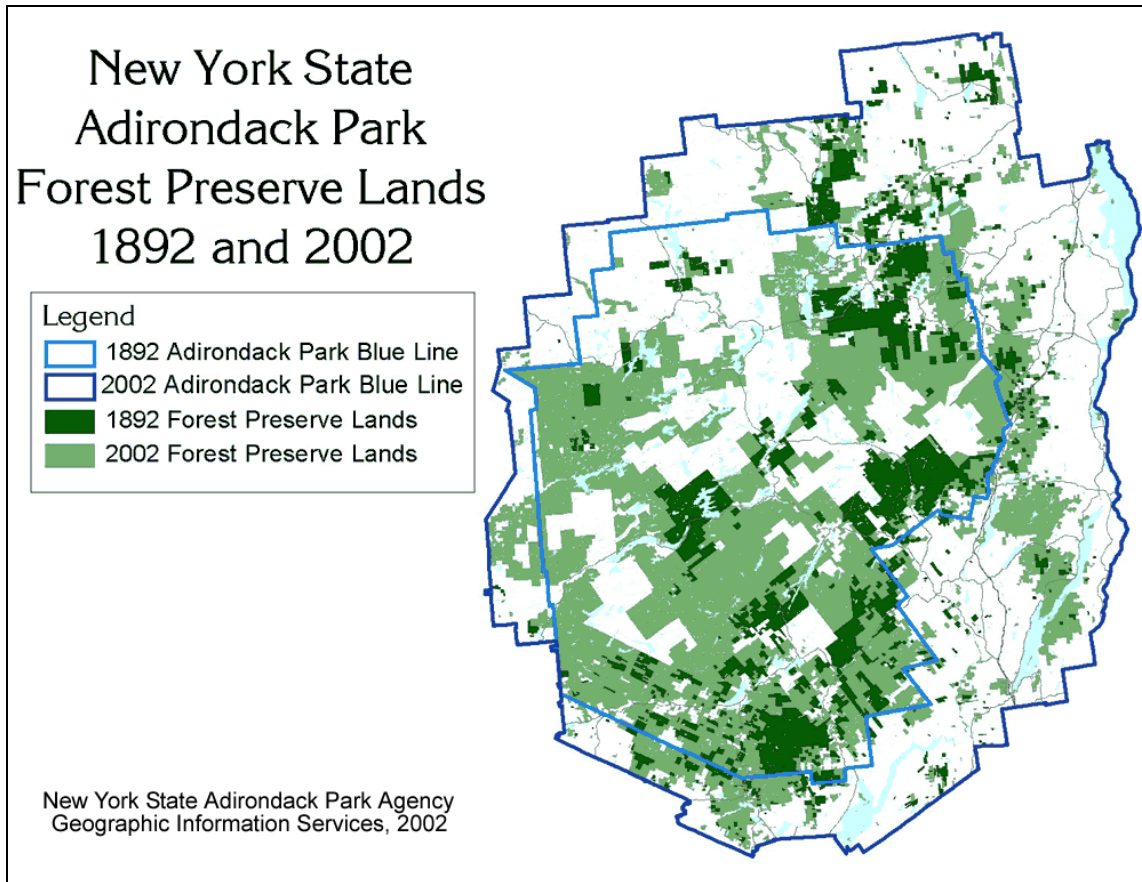 New York State
Adirondack Park
Forest Preserve Lands
1892 and 2002
Legend
1892 Adirondack Park Blue Line
2002 Adirondack Park Blue Line
1892 Forest Preserve Lands
2002 Forest Preserve Lands
New York State Adirondack Park Agency
Geographic Information Services, 2002